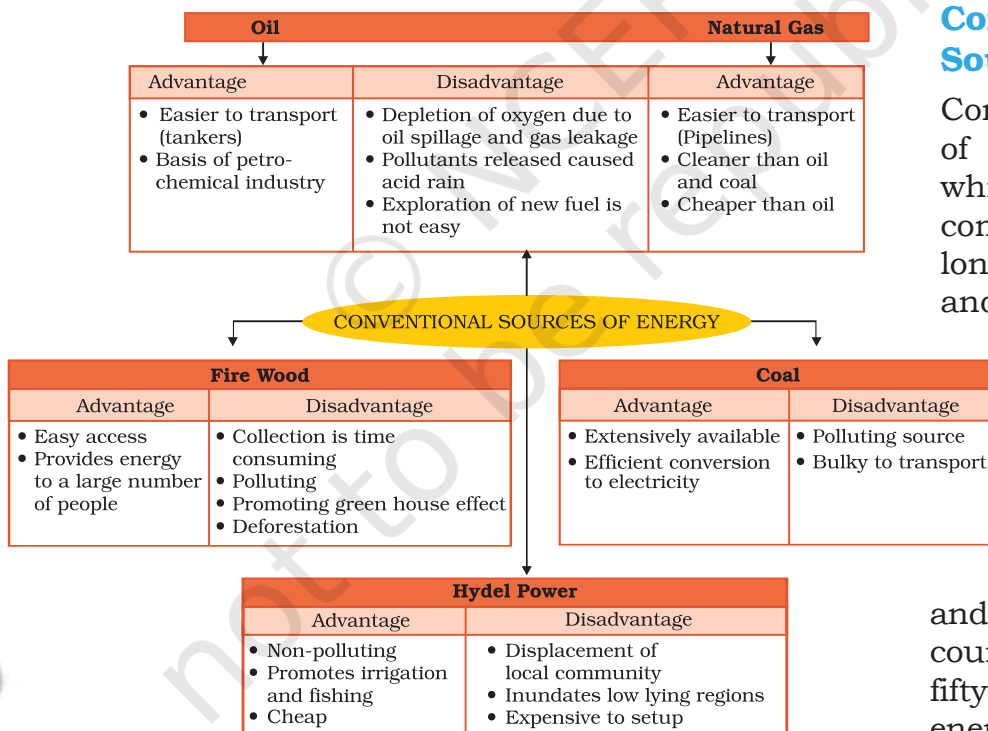 Oil
Natural Gas
Advantage
Disadvantage
Advantage
• Easier to transport
(tankers)
• Basis of petro-
chemical industry
• Depletion of oxygen due to
oil spillage and gas leakage
• Pollutants released caused
acid rain
• Exploration of new fuel is
not easy
• Easier to transport
(Pipelines)
• Cleaner than oil
and coal
• Cheaper than oil
CONVENTIONAL SOURCES OF ENERGY
Fire Wood
Advantage
Disadvantage
• Easy access
• Provides energy
to a large number
of people
• Collection is time
consuming
• Polluting
• Promoting green house effect
• Deforestation
Coal
Advantage
Disadvantage
• Extensively available
• Efficient conversion
to electricity
• Polluting source
• Bulky to transport
Hydel Power
Advantage
Disadvantage
• Non-polluting
• Promotes irrigation
and fishing
• Cheap
• Displacement of
local community
• Inundates low lying regions
• Expensive to setup
of
and
fifty
not to be republ